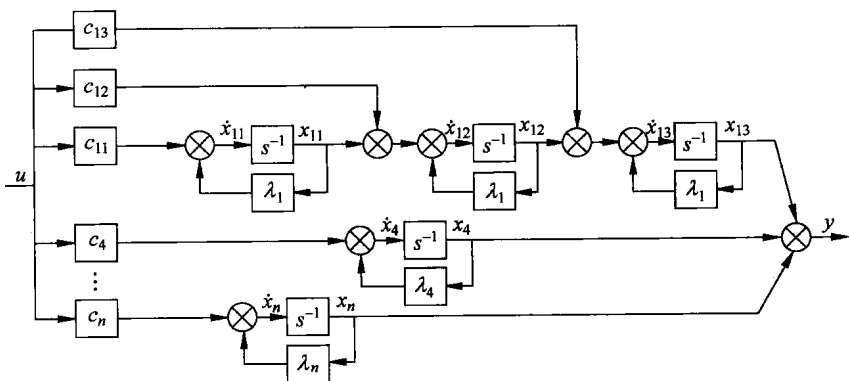 c₁₃
c₁₂
ẋ₁₁ x₁₁ ẋ₁₂ x₁₂ ẋ₁₃ x₁₃
c₁₁ s⁻¹ s⁻¹ s⁻¹
u λ₁ λ₁ λ₁
ẋ₄ x₄ y
c₄ s⁻¹
⋮ λ₄
ẋₙ xₙ
cₙ s⁻¹
λₙ